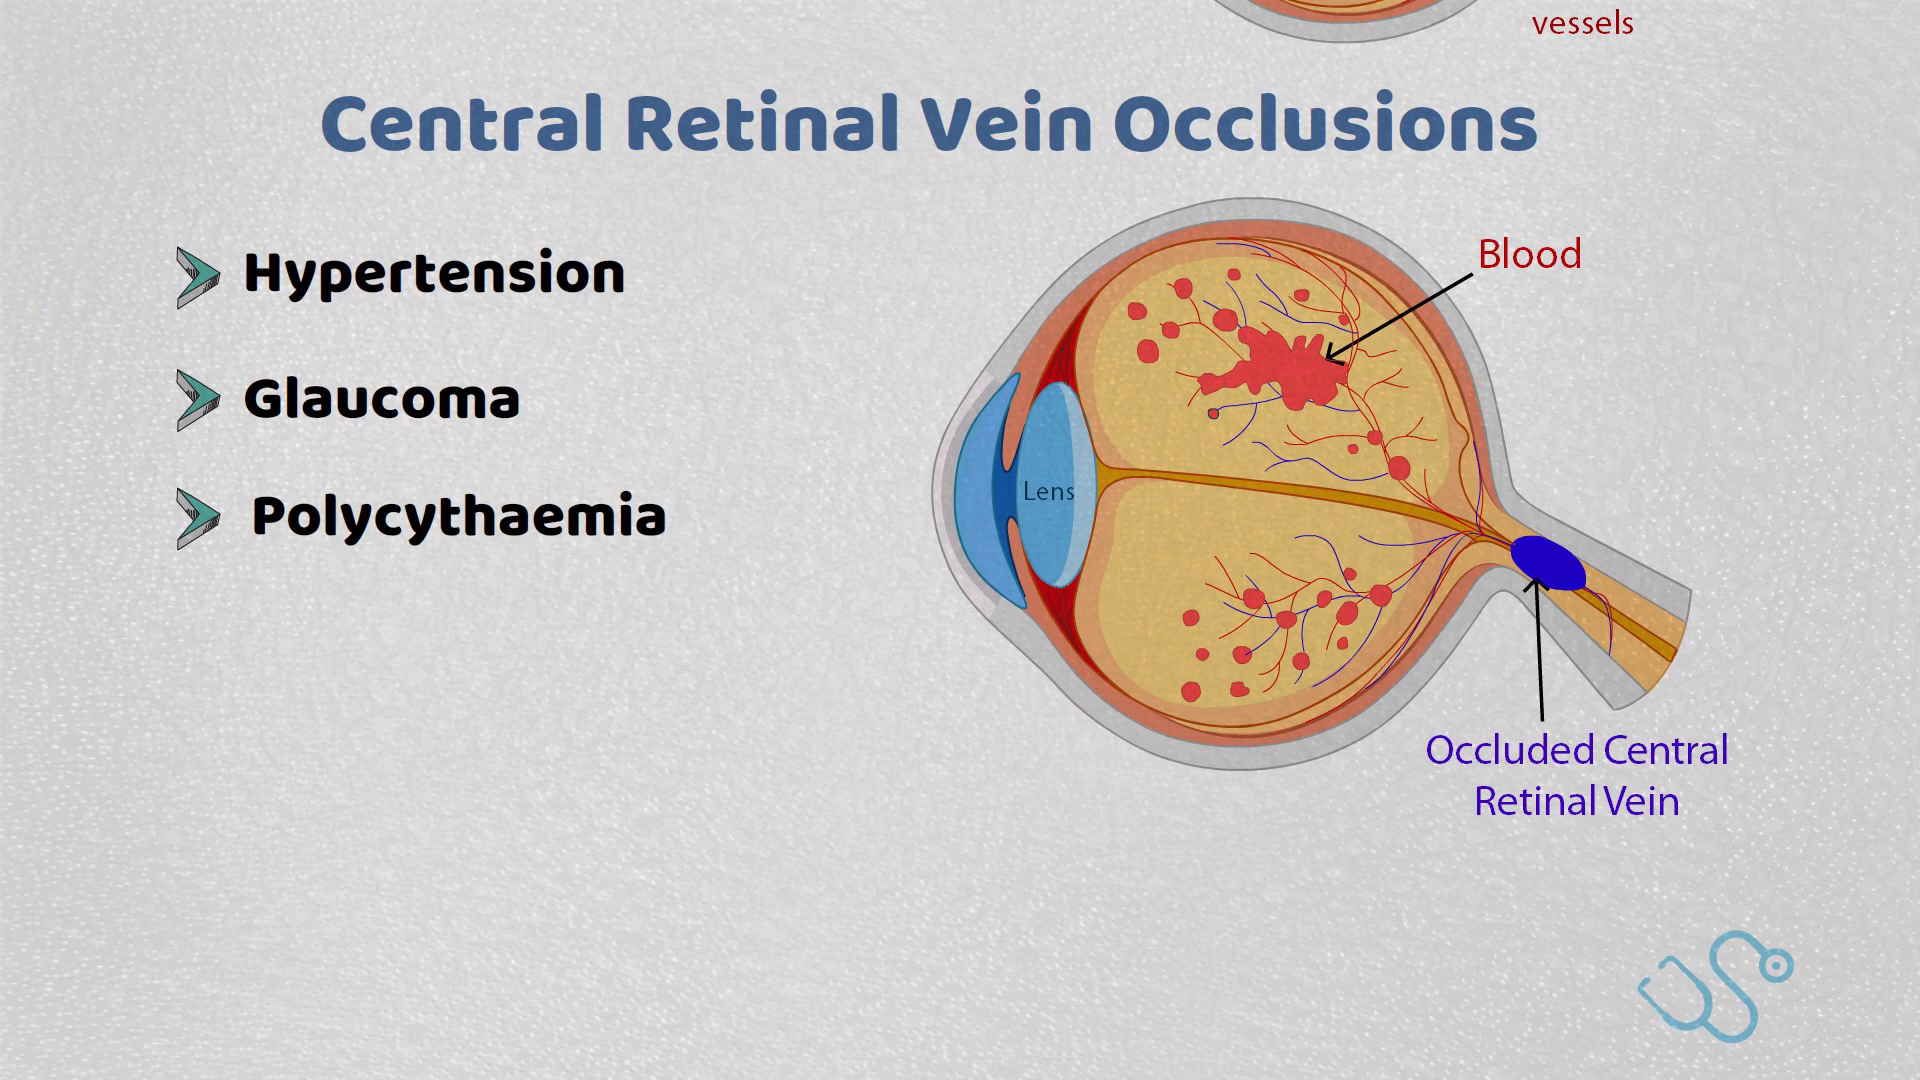 vessels
Central Retinal Vein Occlusions
Hypertension
Glaucoma
Polycythaemia
Blood
Lens
Occluded Central
Retinal Vein